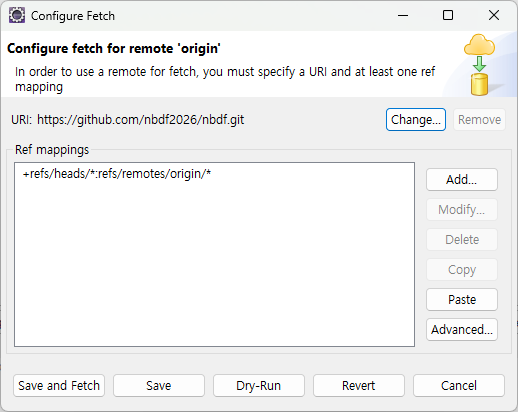 Configure Fetch
Configure fetch for remote 'origin'
In order to use a remote for fetch, you must specify a URI and at least one ref
mapping
URI: https://github.com/nbdf2026/nbdf.git
Change...
Remove
Ref mappings
+refs/heads/*:refs/remotes/origin/*
Add...
Modify...
Delete
Copy
Paste
Advanced...
Save and Fetch
Save
Dry-Run
Revert
Cancel